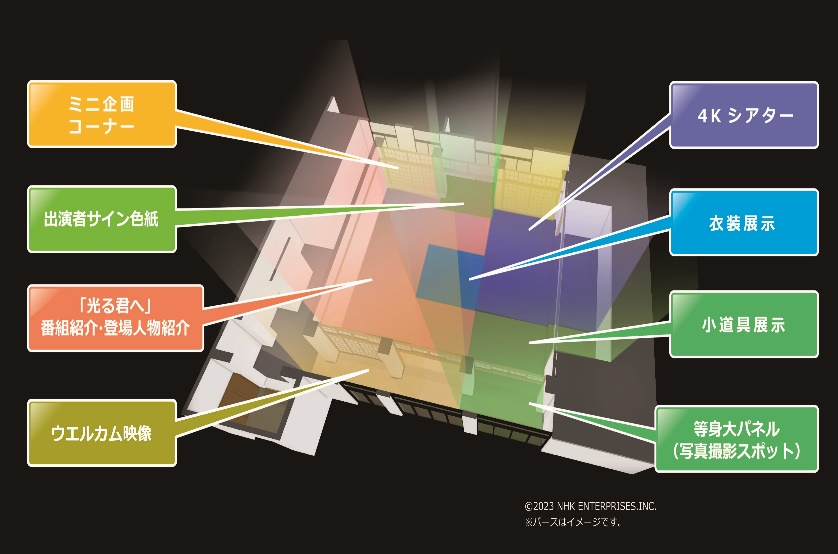 ミニ企画
コーナー
出演者サイン色紙
「光る君へ」
番組紹介・登場人物紹介
ウエルカム映像
4Kシアター
衣装展示
小道具展示
等身大パネル
（写真撮影スポット）
©2023 NHK ENTERPRISES.INC.
※パースはイメージです。